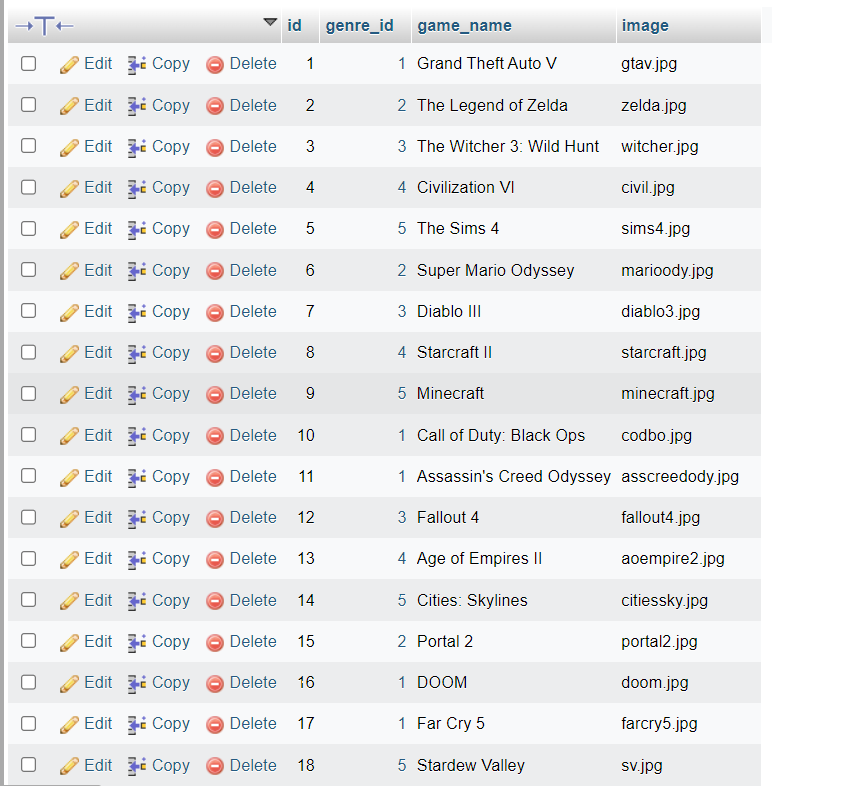 id genre_id game_name image
Edit Copy Delete 1 1 Grand Theft Auto V gtav.jpg
Edit Copy Delete 2 2 The Legend of Zelda zelda.jpg
Edit Copy Delete 3 3 The Witcher 3: Wild Hunt witcher.jpg
Edit Copy Delete 4 4 Civilization VI civil.jpg
Edit Copy Delete 5 5 The Sims 4 sims4.jpg
Edit Copy Delete 6 2 Super Mario Odyssey marioody.jpg
Edit Copy Delete 7 3 Diablo III diablo3.jpg
Edit Copy Delete 8 4 Starcraft II starcraft.jpg
Edit Copy Delete 9 5 Minecraft minecraft.jpg
Edit Copy Delete 10 1 Call of Duty: Black Ops codbo.jpg
Edit Copy Delete 11 1 Assassin's Creed Odyssey asscreedody.jpg
Edit Copy Delete 12 3 Fallout 4 fallout4.jpg
Edit Copy Delete 13 4 Age of Empires II aoempire2.jpg
Edit Copy Delete 14 5 Cities: Skylines citiessky.jpg
Edit Copy Delete 15 2 Portal 2 portal2.jpg
Edit Copy Delete 16 1 DOOM doom.jpg
Edit Copy Delete 17 1 Far Cry 5 farcry5.jpg
Edit Copy Delete 18 5 Stardew Valley sv.jpg